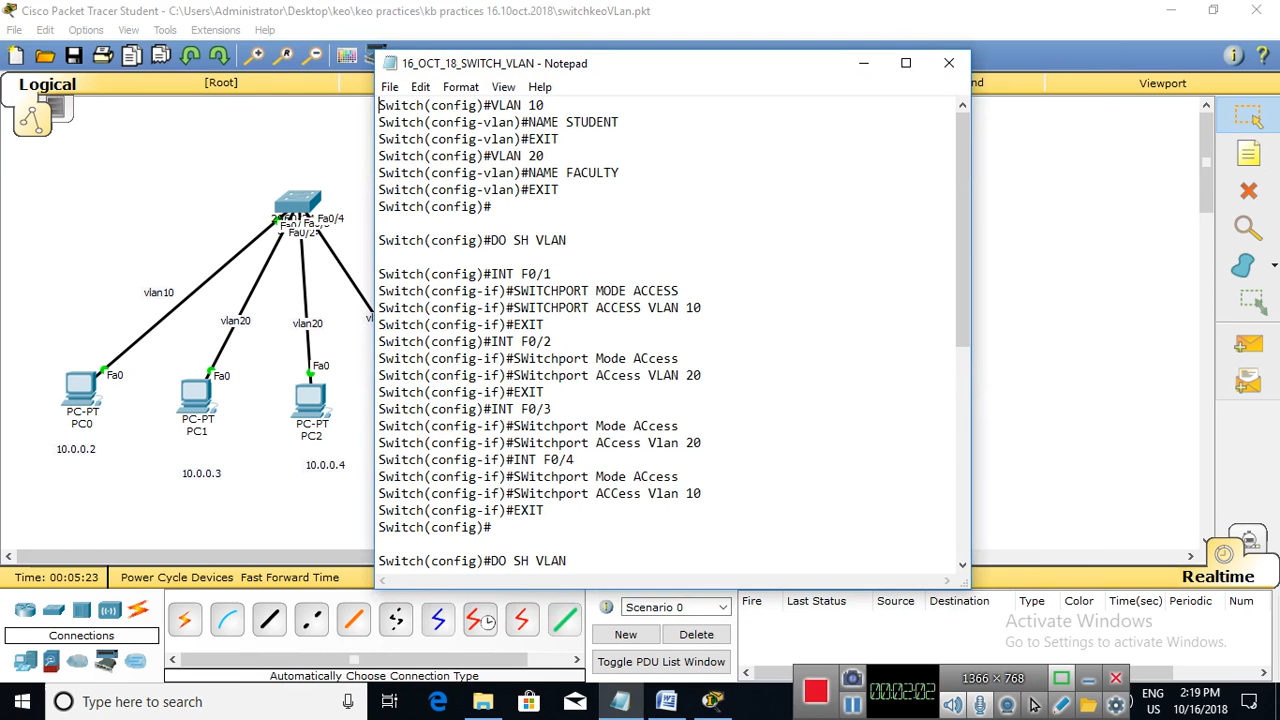 Cisco Packet Tracer Student - C:\Users\Administrator\Desktop\keo\keo practices\kb practices 16.10oct.2018\switchkeoVLan.pkt
File Edit Options View Tools Extensions Help
Logical [Root] nd Viewport
16_OCT_18_SWITCH_VLAN - Notepad
File Edit Format View Help
Switch(config)#VLAN 10
Switch(config-vlan)#NAME STUDENT
Switch(config-vlan)#EXIT
Switch(config)#VLAN 20
Switch(config-vlan)#NAME FACULTY
Switch(config-vlan)#EXIT
Switch(config)#
Switch(config)#DO SH VLAN
Switch(config)#INT F0/1
Switch(config-if)#SWITCHPORT MODE ACCESS
Switch(config-if)#SWITCHPORT ACCESS VLAN 10
Switch(config-if)#EXIT
Switch(config)#INT F0/2
Switch(config-if)#SWitchport Mode ACcess
Switch(config-if)#SWitchport ACcess VLAN 20
Switch(config-if)#EXIT
Switch(config)#INT F0/3
Switch(config-if)#SWitchport Mode ACcess
Switch(config-if)#SWitchport ACcess Vlan 20
Switch(config-if)#INT F0/4
Switch(config-if)#SWitchport Mode ACcess
Switch(config-if)#SWitchport ACCess Vlan 10
Switch(config-if)#EXIT
Switch(config)#
Switch(config)#DO SH VLAN
Fa0/4
Fa0/2
vlan10
vlan20
vlan20
Fa0
Fa0
Fa0
PC-PT
PC0
PC-PT
PC1
PC-PT
PC2
10.0.0.2
10.0.0.3
10.0.0.4
Time: 00:05:23 Power Cycle Devices Fast Forward Time
Realtime
Connections
Automatically Choose Connection Type
Scenario 0
New Delete
Toggle PDU List Window
Fire Last Status Source Destination Type Color Time(sec) Periodic Num
Activate Windows
Go to Settings to activate Windows.
1366 × 768
00:02:02
Type here to search
ENG
US
2:19 PM
10/16/2018